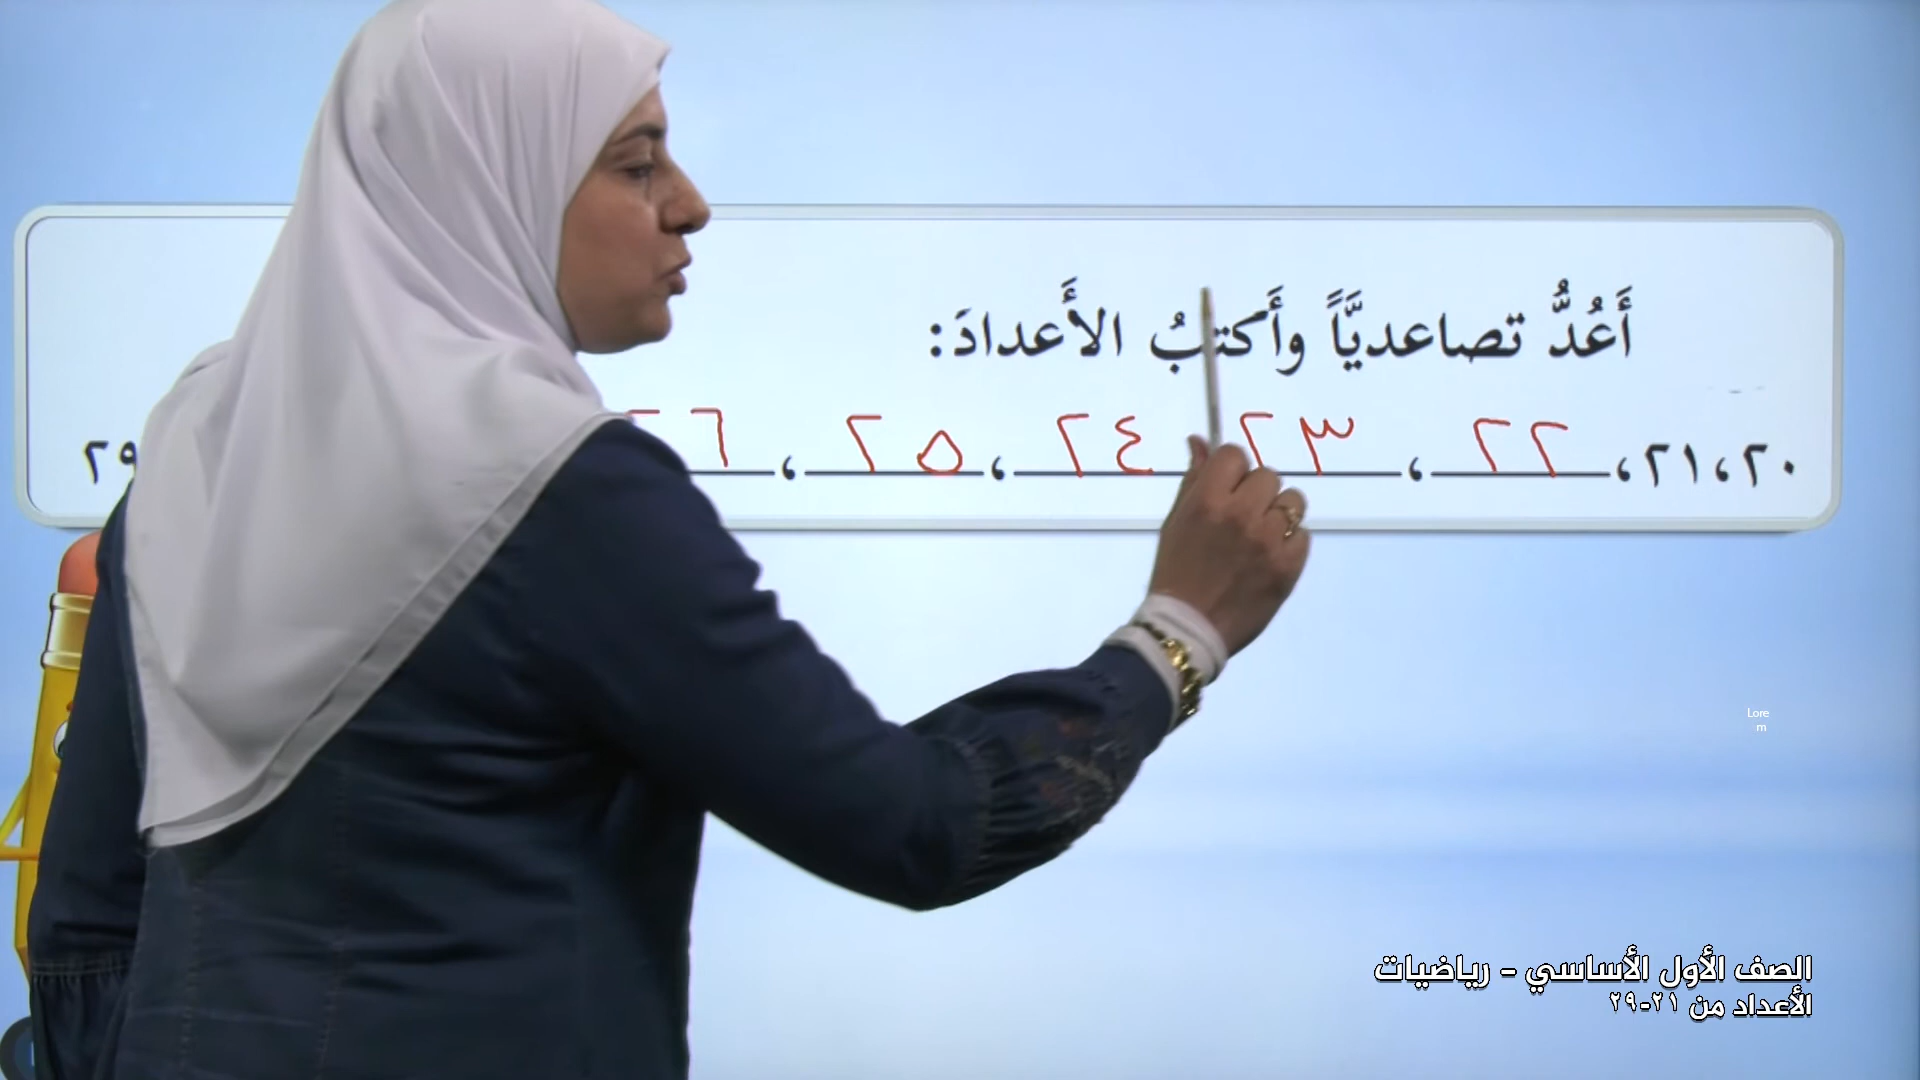 أَعُدُّ تصاعديَّاً وأَكتبُ الأَعدادَ:
٢٠، ٢١، ٢٢، ٢٣ ٢٤، ٢٥، ٢٦ ٢٩
Lore
m
الصف الأول الأساسي - رياضيات
الأعداد من ٢١-٢٩